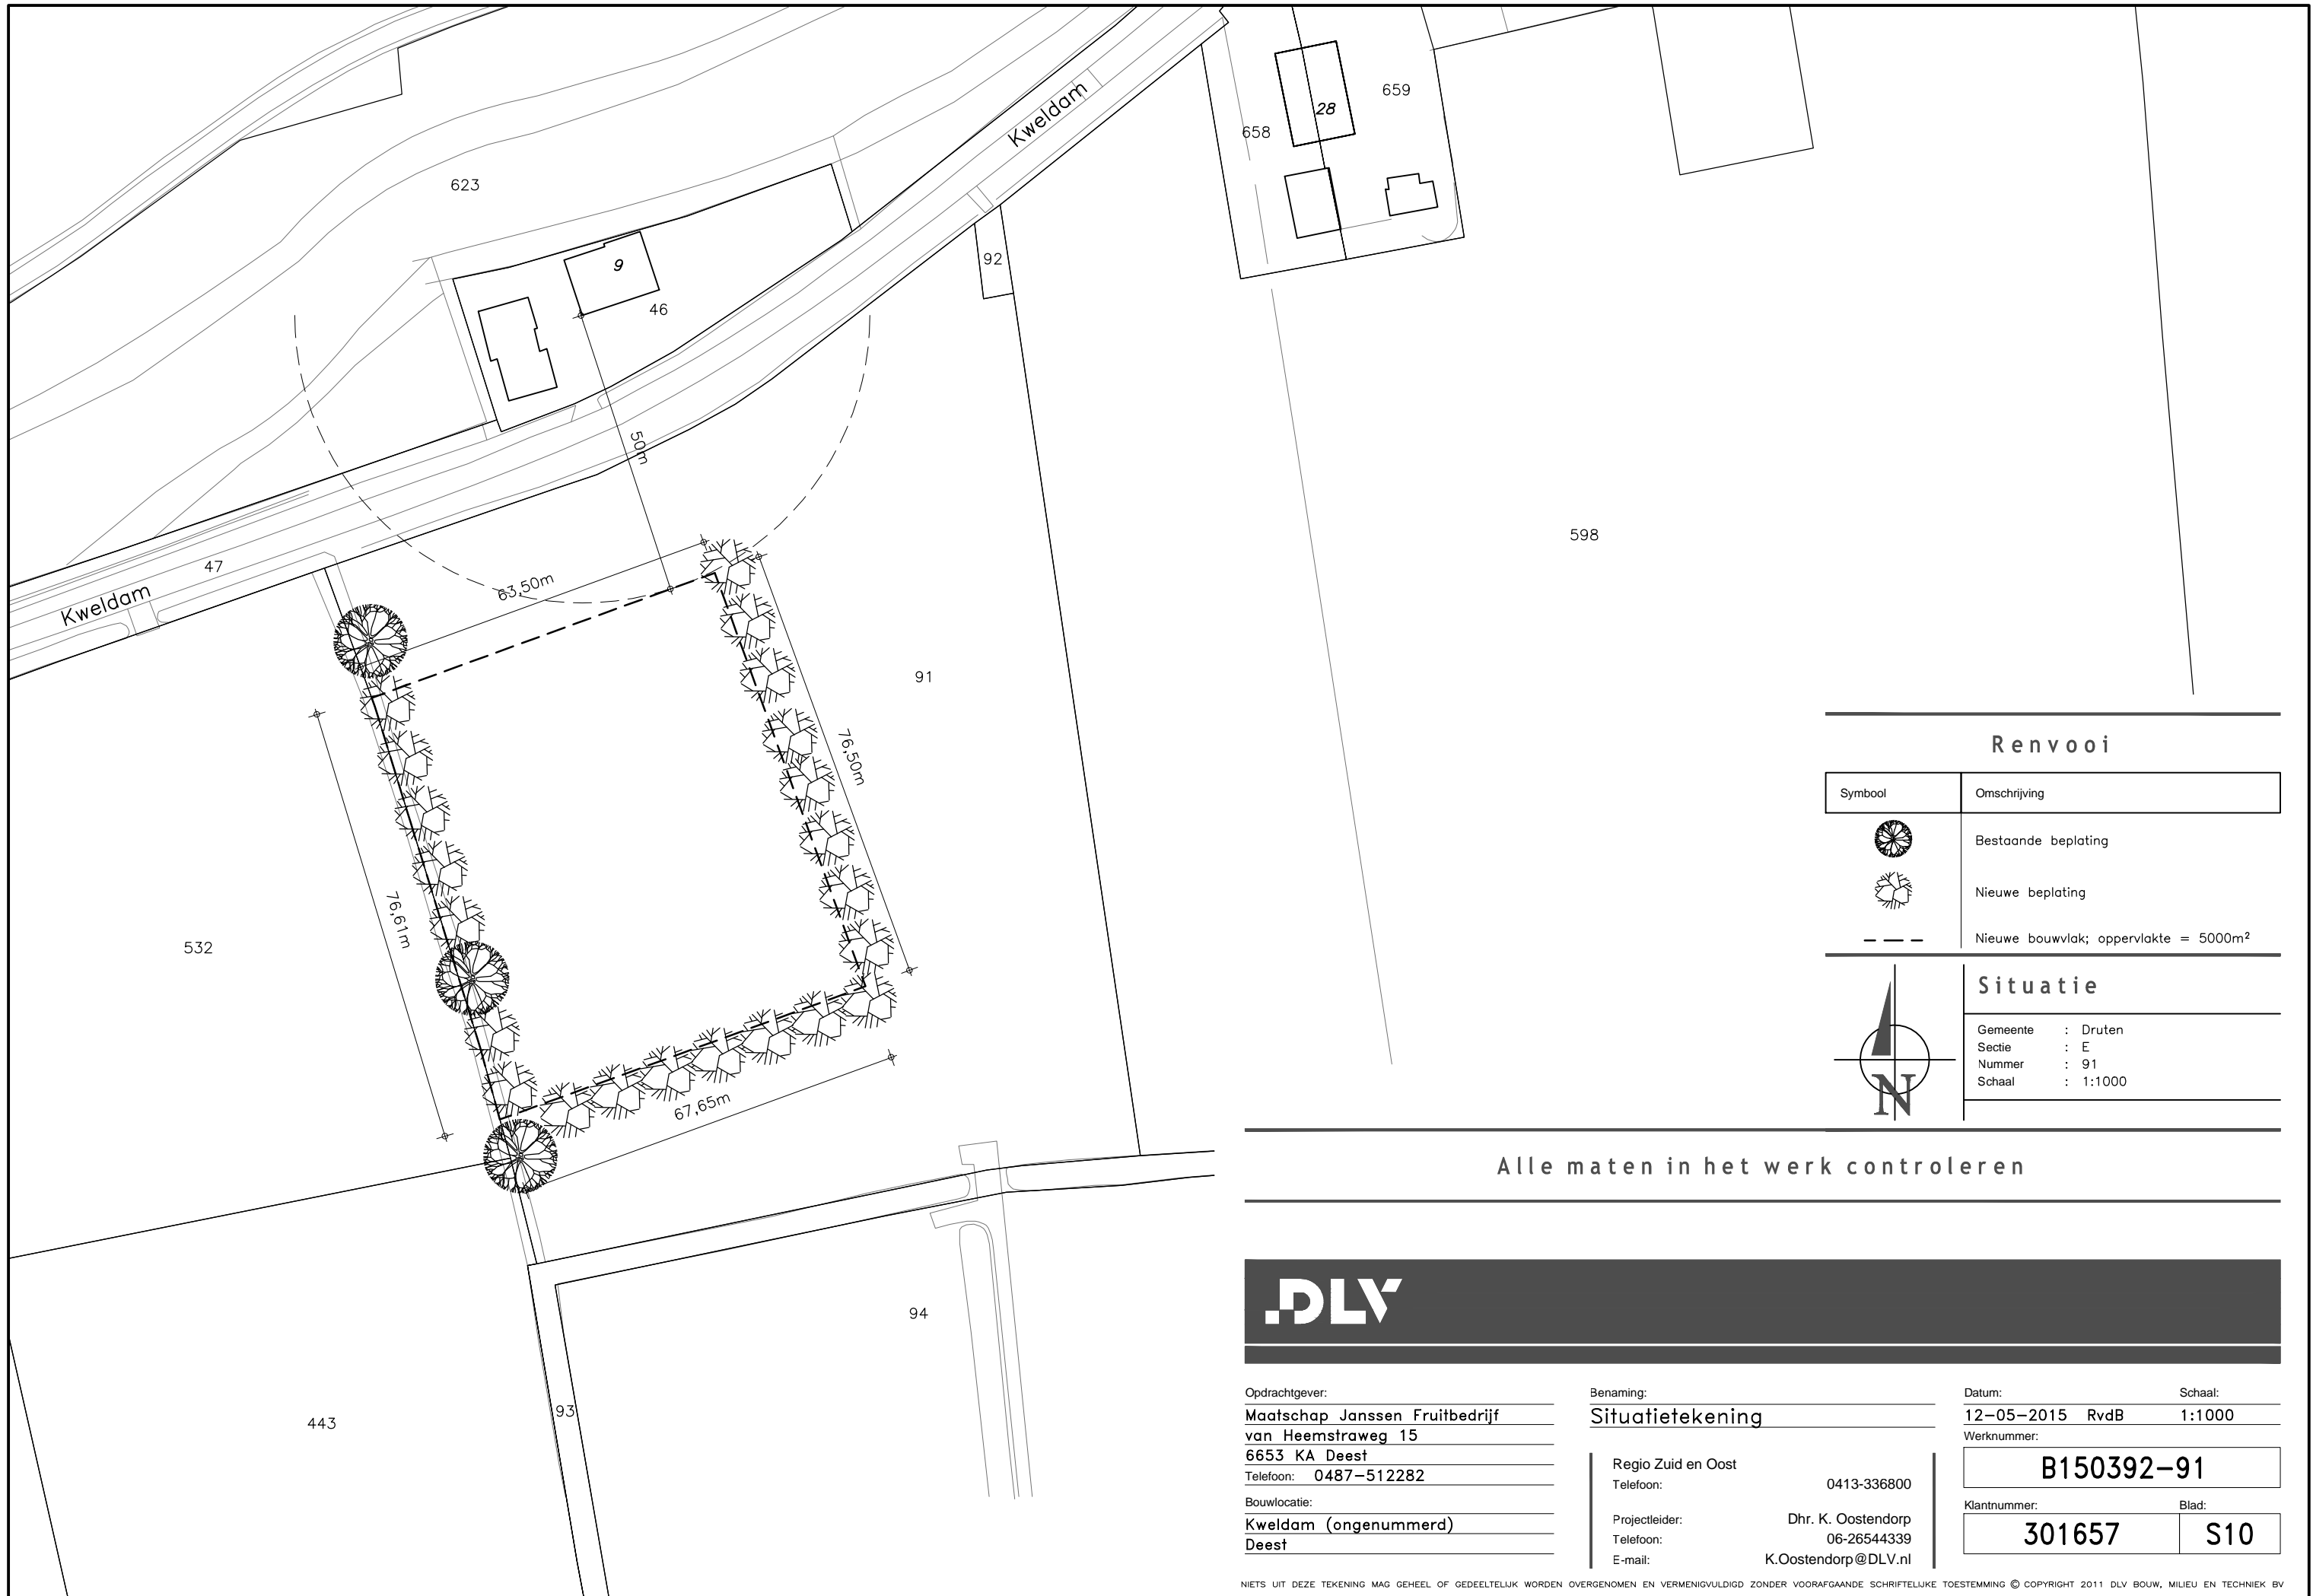 Kweldam
28
659
658
623
92
9
46
50m
598
47
Kweldam
63,50m
91
76,50m
76,61m
532
67,65m
94
443
93
Renvooi
Symbool Omschrijving
Bestaande beplating
Nieuwe beplating
Nieuwe bouwvlak; oppervlakte = 5000m²
Situatie
Gemeente : Druten
Sectie : E
Nummer : 91
Schaal : 1:1000
N
Alle maten in het werk controleren
DLV
Opdrachtgever:
Maatschap Janssen Fruitbedrijf
van Heemstraweg 15
6653 KA Deest
Telefoon: 0487-512282
Bouwlocatie:
Kweldam (ongenummerd)
Deest
Benaming:
Situatietekening
Regio Zuid en Oost
Telefoon: 0413-336800
Projectleider: Dhr. K. Oostendorp
Telefoon: 06-26544339
E-mail: K.Oostendorp@DLV.nl
Datum: Schaal:
12-05-2015 RvdB 1:1000
Werknummer:
B150392-91
Klantnummer: Blad:
301657 S10
NIETS UIT DEZE TEKENING MAG GEHEEL OF GEDEELTELIJK WORDEN OVERGENOMEN EN VERMENIGVULDIGD ZONDER VOORAFGAANDE SCHRIFTELIJKE TOESTEMMING © COPYRIGHT 2011 DLV BOUW, MILIEU EN TECHNIEK BV